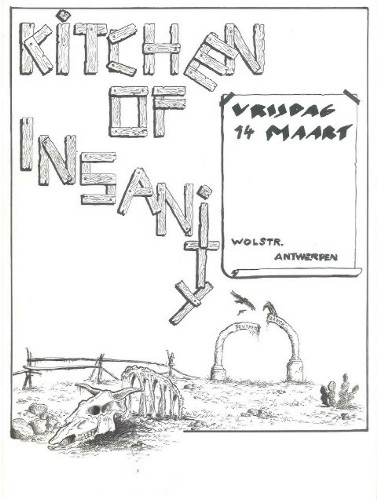 KiTCHEN
OF
INSANiTY
VRIJDAG
14 MAART
WOLSTR.
ANTWERPEN